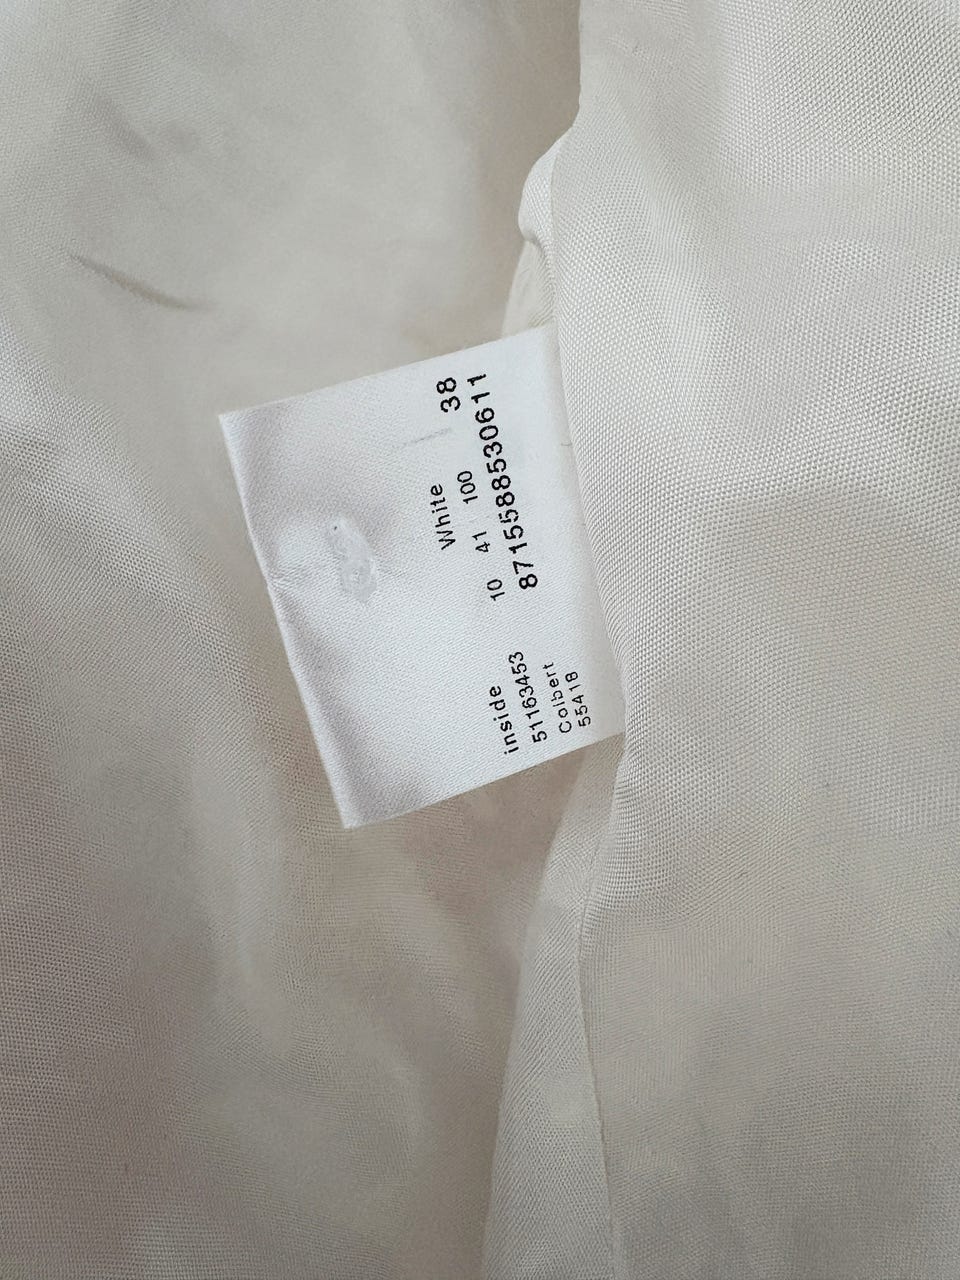 White 38
10 41 100
8715588530611
inside
51163453
Colbert
55418